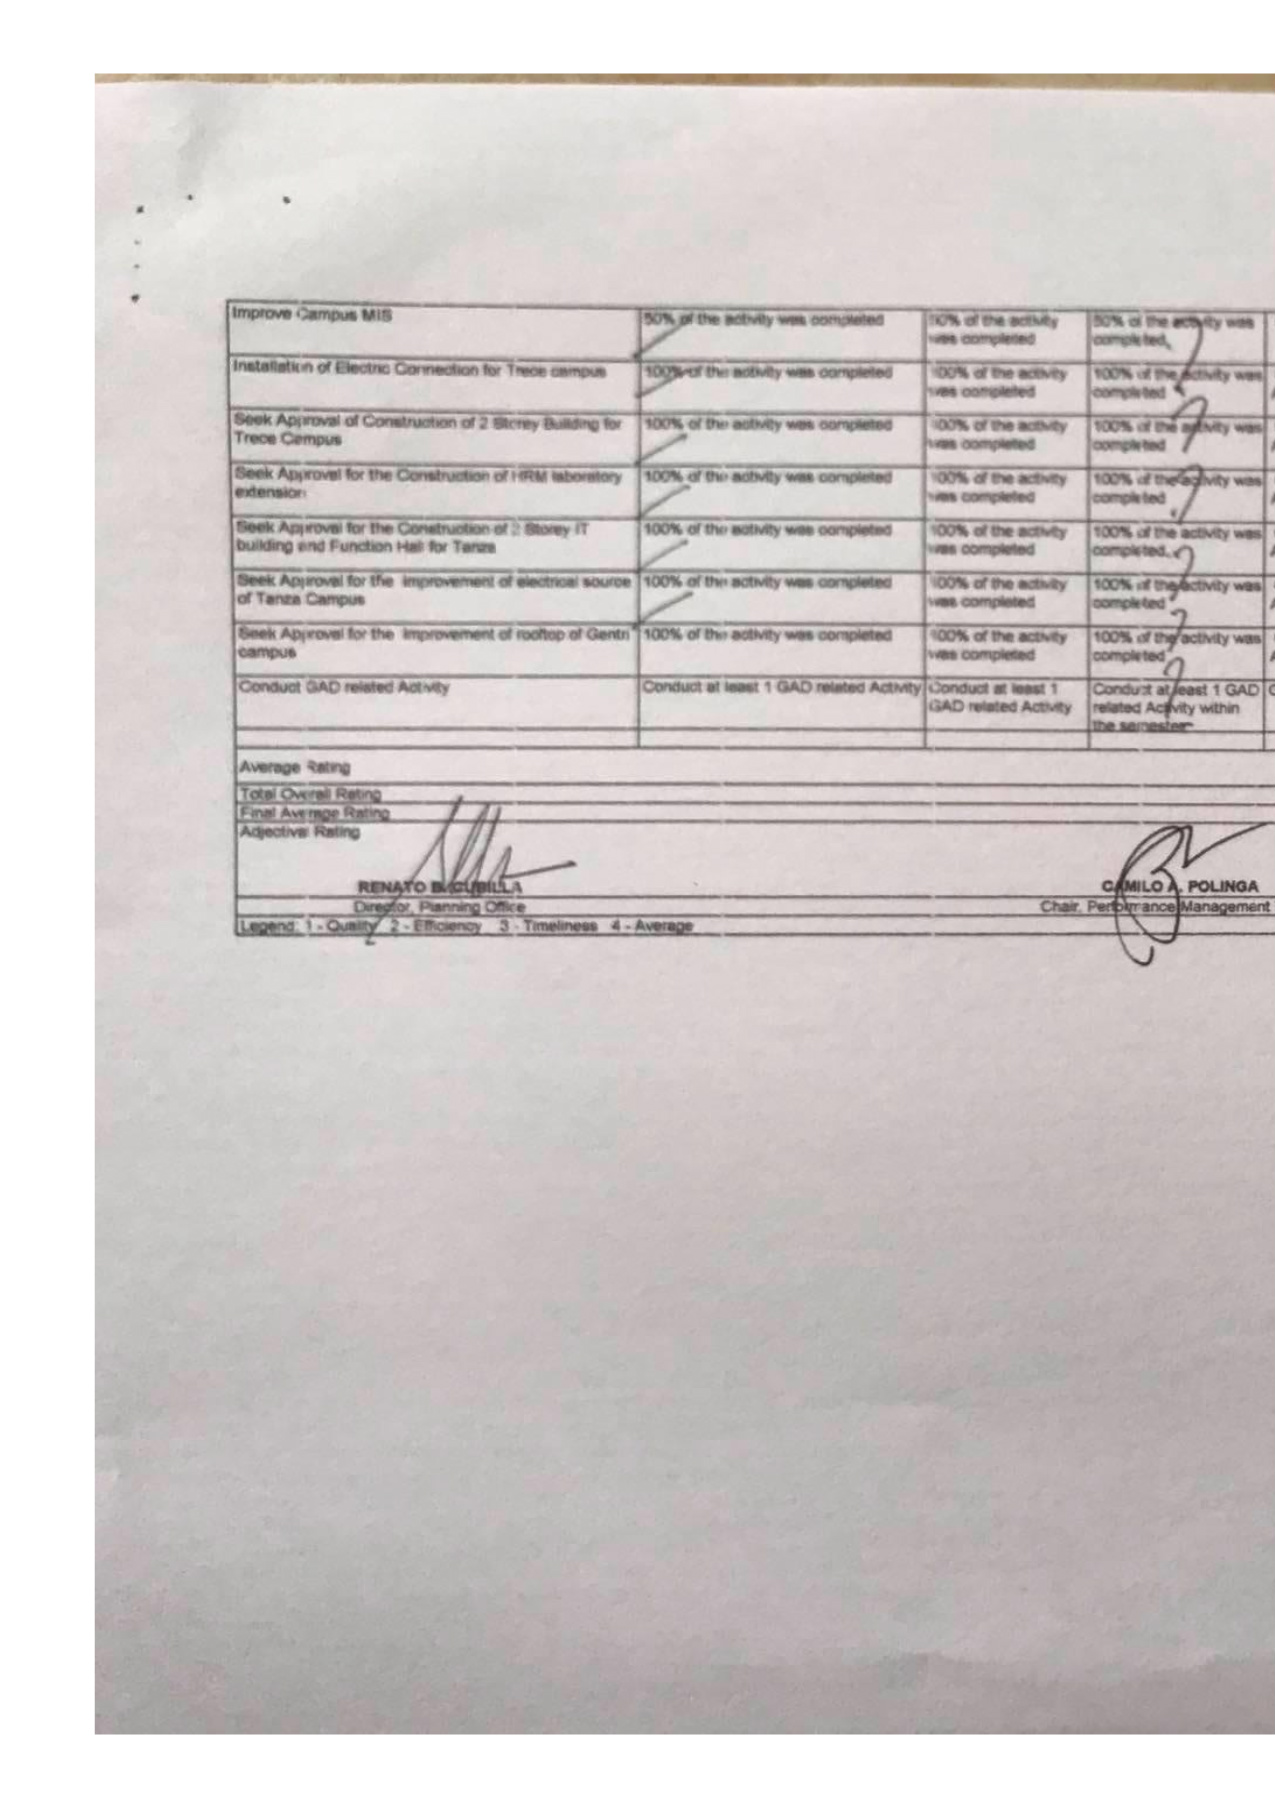 Improve Campus MIS
50% of the activity was completed
50% of the activity
was completed
50% of the activity was
completed
Installation of Electric Connection for Trece campus
100% of the activity was completed
100% of the activity
was completed
100% of the activity was
completed
Seek Approval of Construction of 2 Storey Building for
Trece Campus
100% of the activity was completed
100% of the activity
was completed
100% of the activity was
completed
Seek Approval for the Construction of HRM laboratory
extension
100% of the activity was completed
100% of the activity
was completed
100% of the activity was
completed
Seek Approval for the Construction of 2 Storey IT
building and Function Hall for Tanza
100% of the activity was completed
100% of the activity
was completed
100% of the activity was
completed
Seek Approval for the improvement of electrical source
of Tanza Campus
100% of the activity was completed
100% of the activity
was completed
100% of the activity was
completed
Seek Approval for the improvement of rooftop of Gentri
campus
100% of the activity was completed
100% of the activity
was completed
100% of the activity was
completed
Conduct GAD related Activity
Conduct at least 1 GAD related Activity
Conduct at least 1
GAD related Activity
Conduct at least 1 GAD
related Activity within
the semester
Average Rating
Total Overall Rating
Final Average Rating
Adjectival Rating
RENATO B. CUBILLA
CAMILO A. POLINGA
Director, Planning Office
Chair, Performance Management
Legend: 1 - Quality 2 - Efficiency 3 - Timeliness 4 - Average